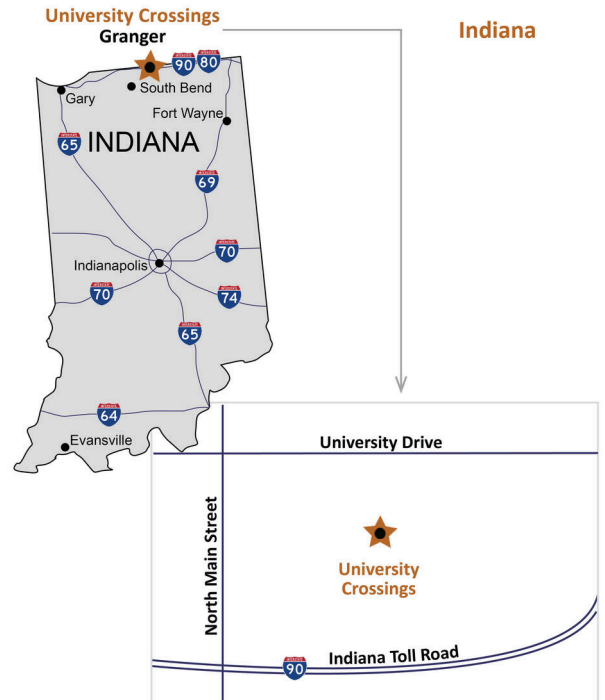 University Crossings
Granger
Indiana
90
80
South Bend
Gary
Fort Wayne
65
INDIANA
69
70
Indianapolis
70
74
65
64
Evansville
University Drive
North Main Street
University
Crossings
Indiana Toll Road
90